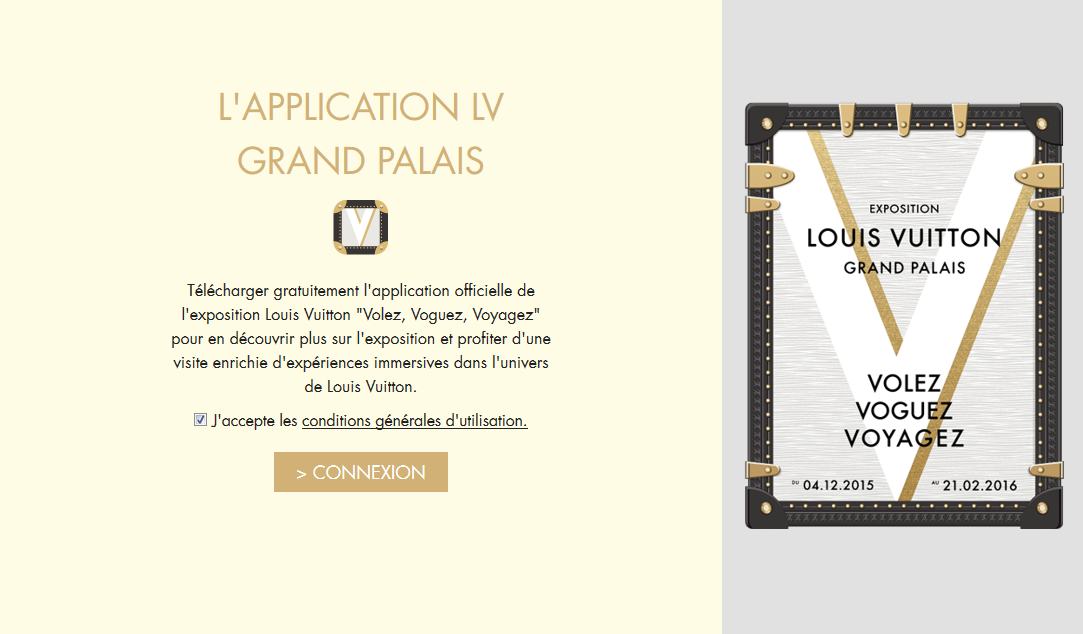 L'APPLICATION LV
GRAND PALAIS
Télécharger gratuitement l'application officielle de
l'exposition Louis Vuitton "Volez, Voguez, Voyagez"
pour en découvrir plus sur l'exposition et profiter d'une
visite enrichie d'expériences immersives dans l'univers
de Louis Vuitton.
J'accepte les conditions générales d'utilisation.
> CONNEXION
EXPOSITION
LOUIS VUITTON
GRAND PALAIS
VOLEZ
VOGUEZ
VOYAGEZ
DU 04.12.2015 AU 21.02.2016